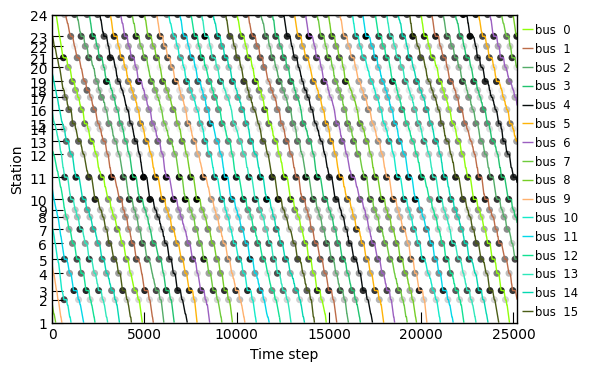 24
23
22
21
20
19
18
17
16
15
14
13
12
11
10
9
8
7
6
5
4
3
2
1
Station
0
5000
10000
15000
20000
25000
Time step
bus 0
bus 1
bus 2
bus 3
bus 4
bus 5
bus 6
bus 7
bus 8
bus 9
bus 10
bus 11
bus 12
bus 13
bus 14
bus 15